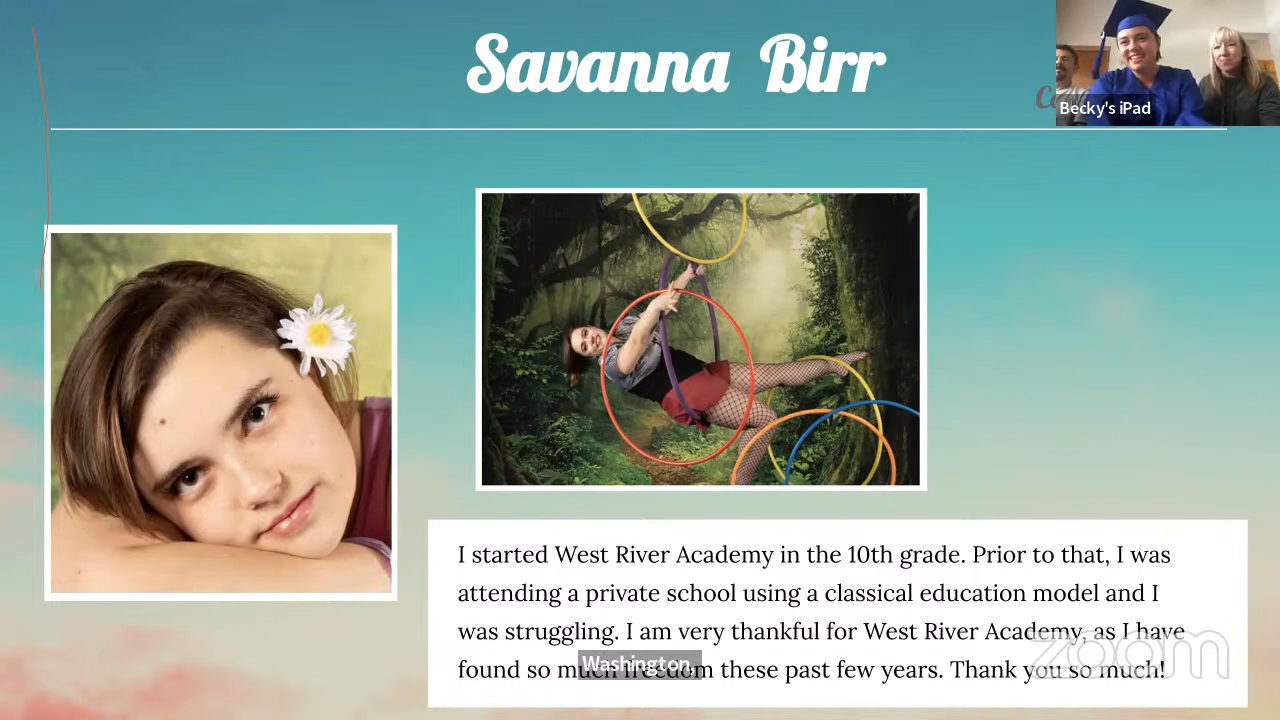 Savanna Birr
Becky's iPad
I started West River Academy in the 10th grade. Prior to that, I was
attending a private school using a classical education model and I
was struggling. I am very thankful for West River Academy, as I have
found so much freedom these past few years. Thank you so much!
Washington,
zoom